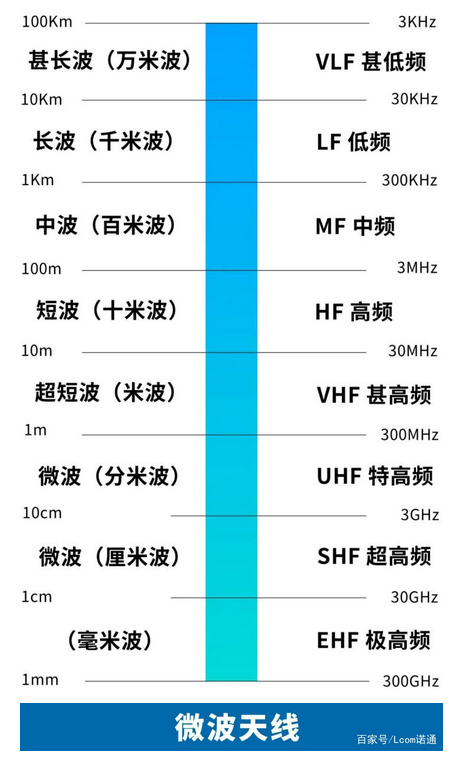 100Km 3KHz
甚长波（万米波） VLF 甚低频
10Km 30KHz
长波（千米波） LF 低频
1Km 300KHz
中波（百米波） MF 中频
100m 3MHz
短波（十米波） HF 高频
10m 30MHz
超短波（米波） VHF 甚高频
1m 300MHz
微波（分米波） UHF 特高频
10cm 3GHz
微波（厘米波） SHF 超高频
1cm 30GHz
（毫米波） EHF 极高频
1mm 300GHz
微波天线
百家号/Lcom诺通